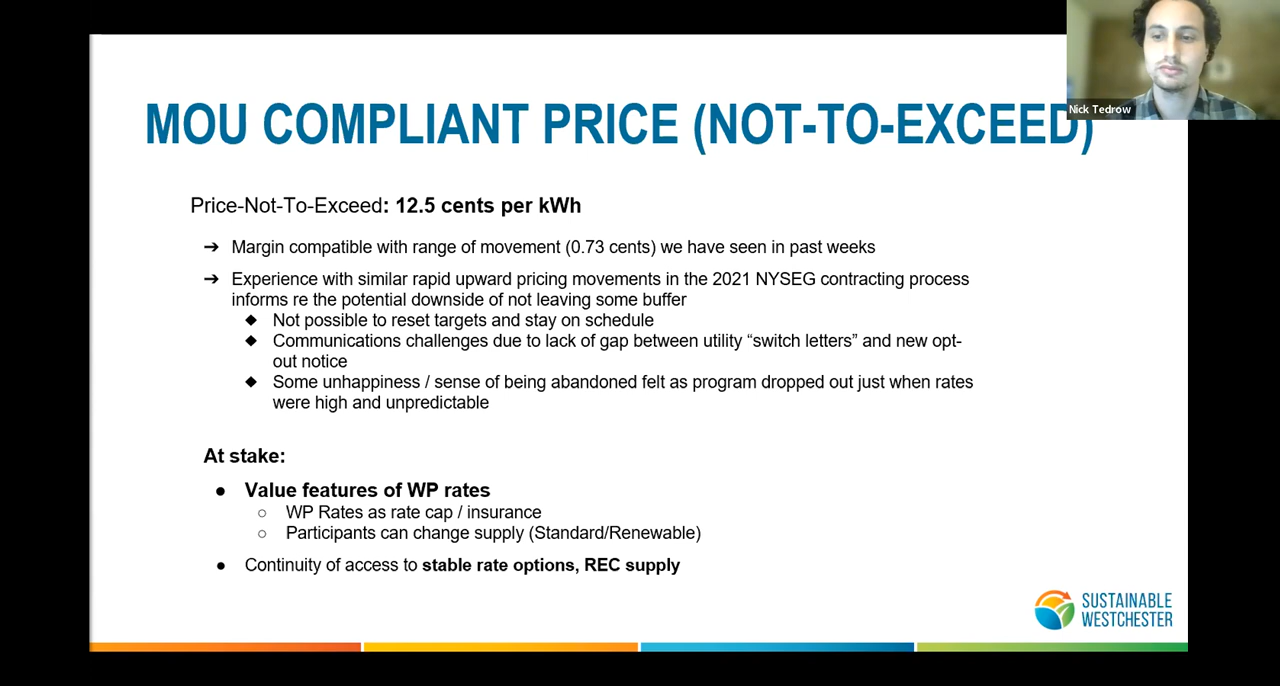 MOU COMPLIANT PRICE (NOT-TO-EXCEED)
Nick Tedrow
Price-Not-To-Exceed: 12.5 cents per kWh
➔ Margin compatible with range of movement (0.73 cents) we have seen in past weeks
➔ Experience with similar rapid upward pricing movements in the 2021 NYSEG contracting process
informs re the potential downside of not leaving some buffer
◆ Not possible to reset targets and stay on schedule
◆ Communications challenges due to lack of gap between utility “switch letters” and new opt-
out notice
◆ Some unhappiness / sense of being abandoned felt as program dropped out just when rates
were high and unpredictable
At stake:
● Value features of WP rates
○ WP Rates as rate cap / insurance
○ Participants can change supply (Standard/Renewable)
● Continuity of access to stable rate options, REC supply
SUSTAINABLE
WESTCHESTER